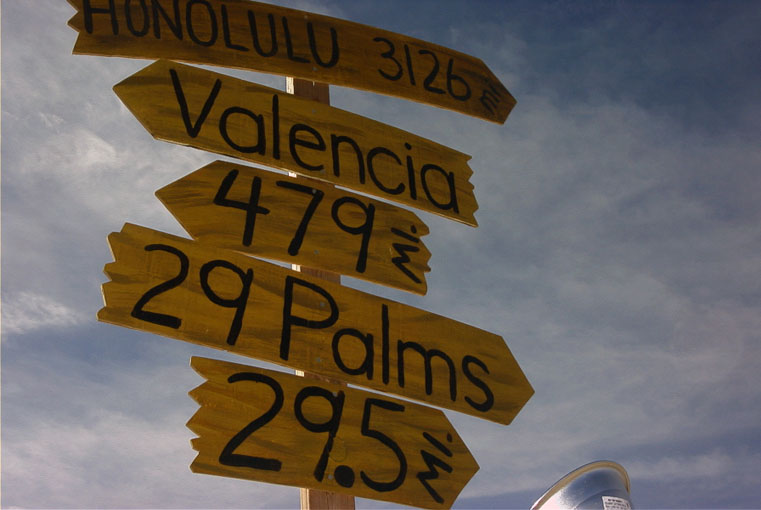 HONOLULU 3126 MI.
Valencia
479 MI.
29 Palms
29.5 MI.